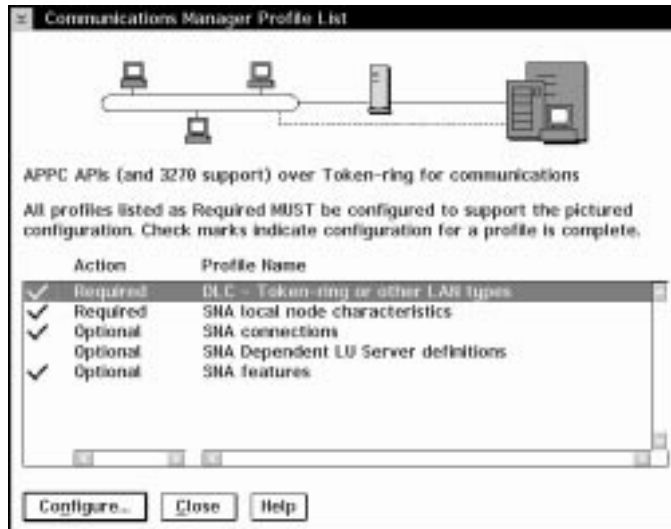 Communications Manager Profile List
APPC APIs (and 3270 support) over Token-ring for communications
All profiles listed as Required MUST be configured to support the pictured
configuration. Check marks indicate configuration for a profile is complete.
Action Profile Name
Required DLC - Token-ring or other LAN types
Required SNA local node characteristics
Optional SNA connections
Optional SNA Dependent LU Server definitions
Optional SNA features
Configure... Close Help